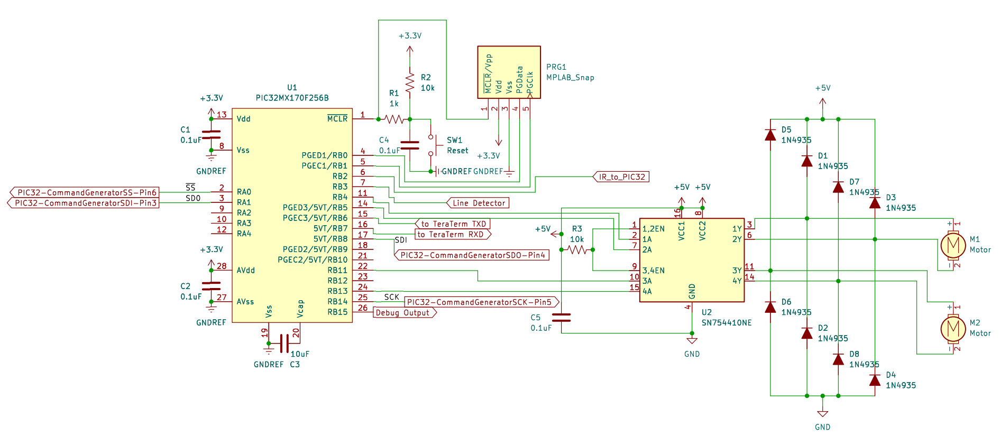 +3.3V
PRG1
MPLAB_Snap
MCLR/Vpp
Vdd
Vss
PGData
PGClk
1
2
3
4
5
R2
10k
R1
1k
U1
PIC32MX170F256B
+3.3V
13
Vdd
C1
0.1uF
8
Vss
GNDREF
MCLR
1
C4
0.1uF
SW1
Reset
+3.3V
GNDREF
GNDREF
PGED1/RB0
4
PGEC1/RB1
5
RB2
6
RB3
7
RB4
11
PGED3/5VT/RB5
14
PGEC3/5VT/RB6
15
5VT/RB7
16
5VT/RB8
17
PGED2/5VT/RB9
18
PGEC2/5VT/RB10
21
RB11
22
RB12
23
RB13
24
RB14
25
RB15
26
PIC32-CommandGeneratorSS-Pin6
SS
2
RA0
PIC32-CommandGeneratorSDI-Pin3
SDO
3
RA1
9
RA2
10
RA3
12
RA4
+3.3V
28
AVdd
C2
0.1uF
27
AVss
GNDREF
Vss
Vcap
19
20
10uF
GNDREF
C3
IR_to_PIC32
Line Detector
to TeraTerm TXD
to TeraTerm RXD
SDI
PIC32-CommandGeneratorSDO-Pin4
SCK
PIC32-CommandGeneratorSCK-Pin5
Debug Output
+5V
+5V
16
8
+5V
R3
10k
VCC1
VCC2
1
1,2EN
2
1A
7
2A
9
3,4EN
10
3A
15
4A
1Y
3
2Y
6
3Y
11
4Y
14
GND
4
U2
SN754410NE
C5
0.1uF
GND
+5V
D5
1N4935
D1
1N4935
D7
1N4935
D3
1N4935
D6
1N4935
D2
1N4935
D8
1N4935
D4
1N4935
GND
+
1
M
M1
Motor
-
2
+
1
M
M2
Motor
-
2